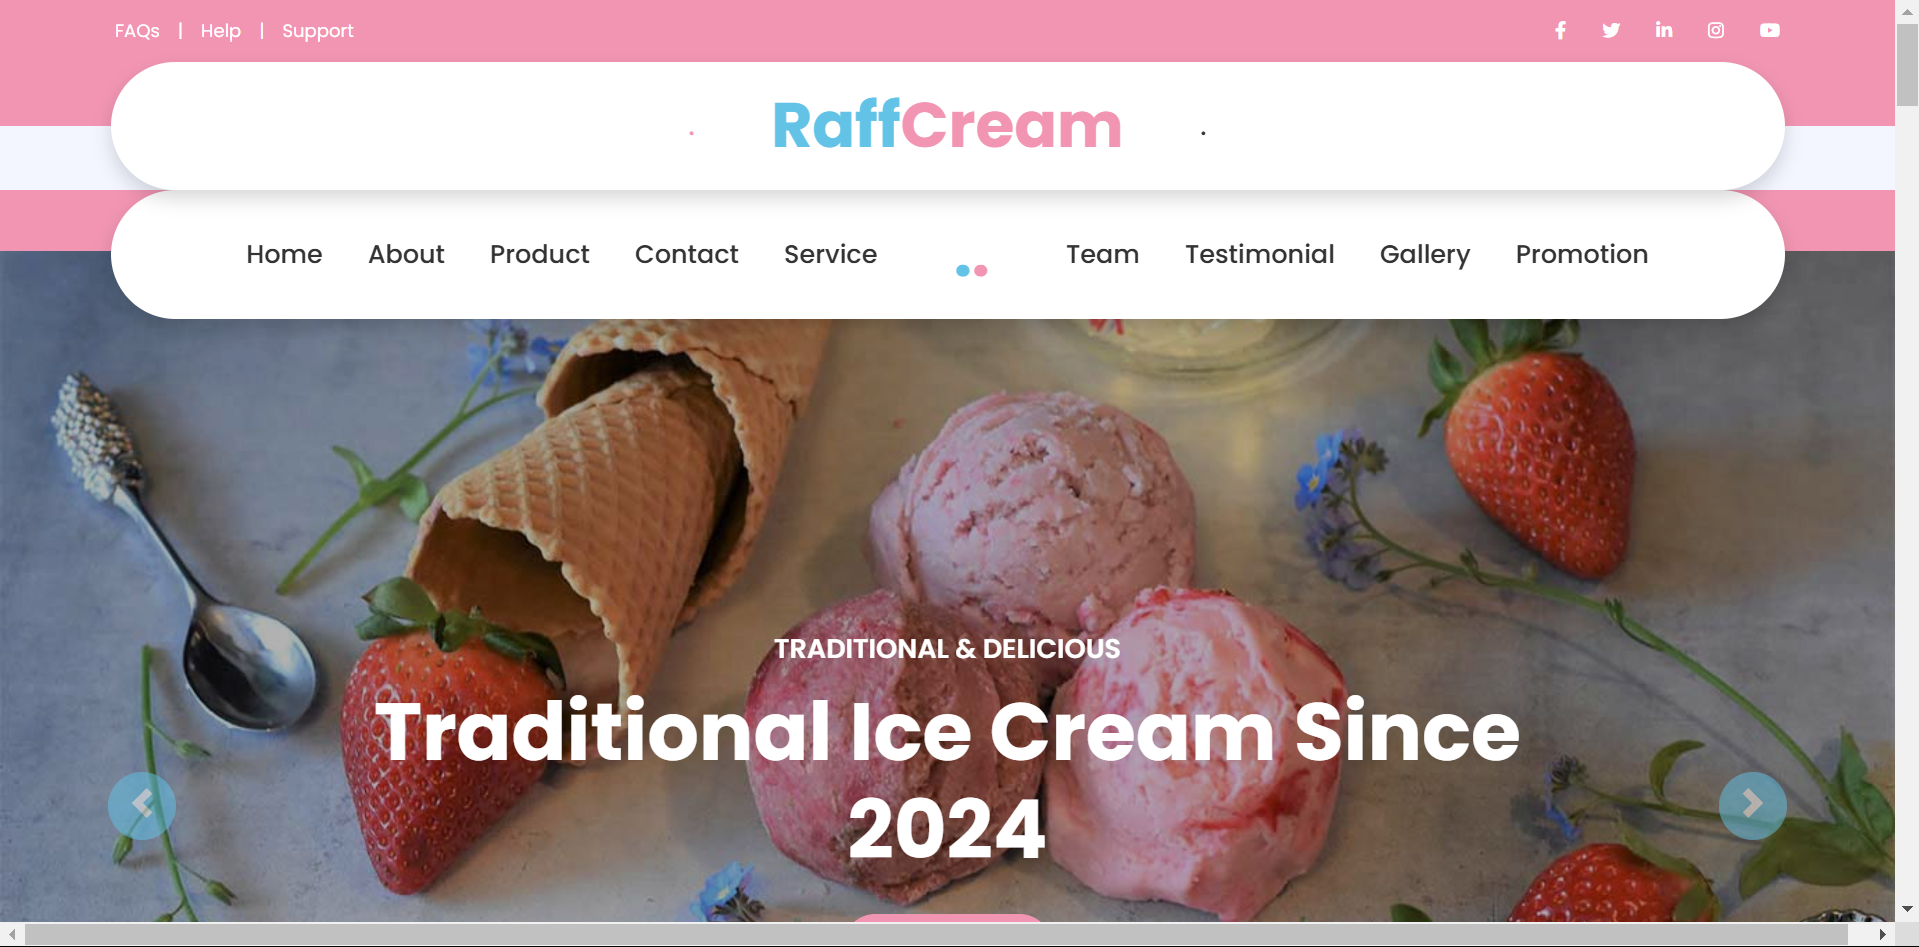 FAQs | Help | Support
RaffCream
Home About Product Contact Service Team Testimonial Gallery Promotion
TRADITIONAL & DELICIOUS
Traditional Ice Cream Since
2024